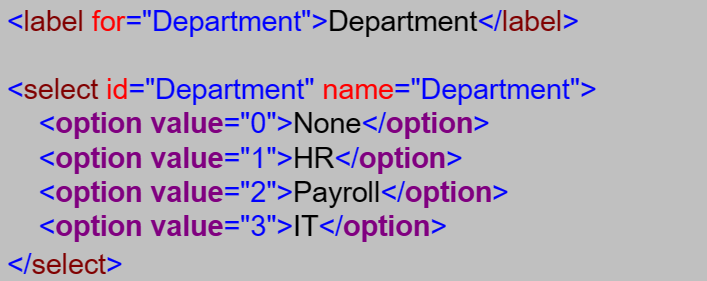 <label for="Department">Department</label>
<select id="Department" name="Department">
<option value="0">None</option>
<option value="1">HR</option>
<option value="2">Payroll</option>
<option value="3">IT</option>
</select>